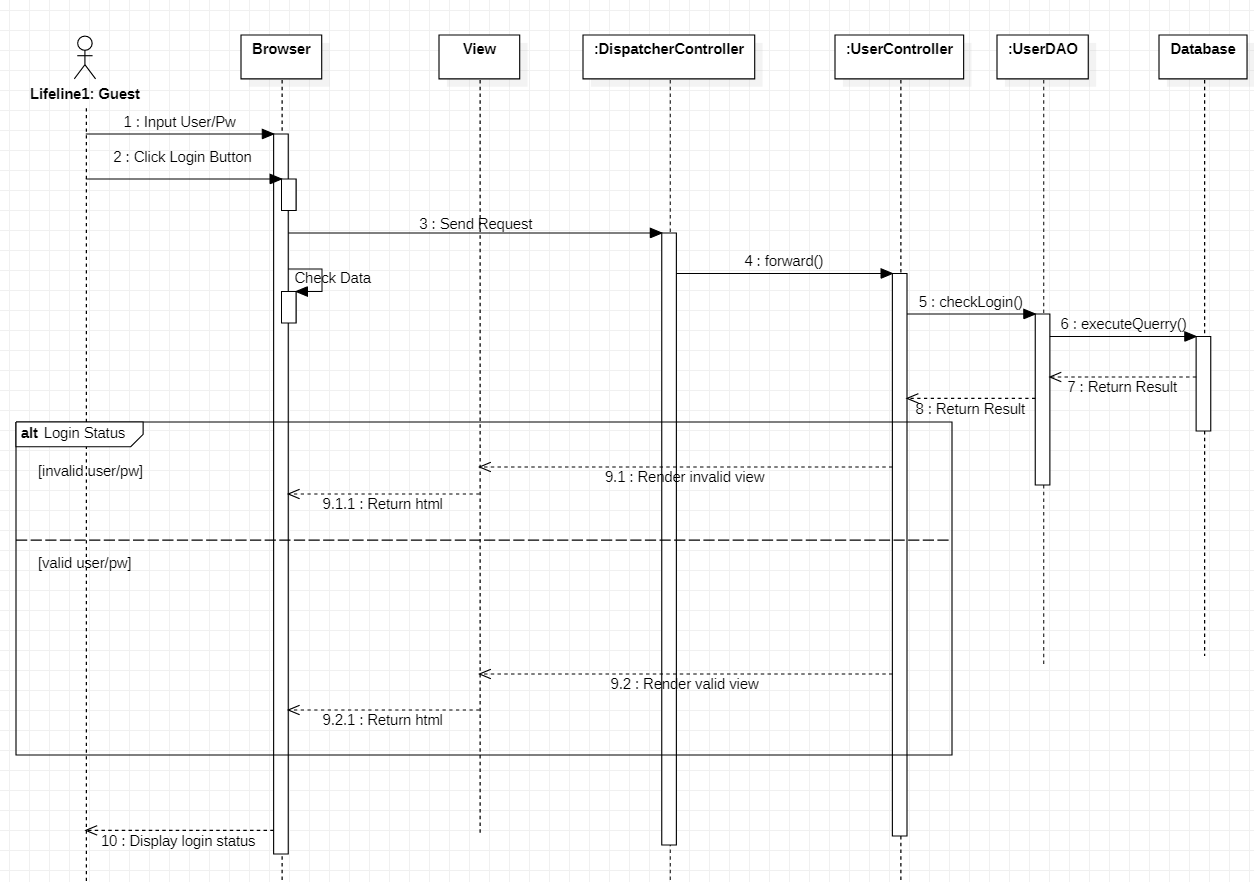 Browser
View
:DispatcherController
:UserController
:UserDAO
Database
Lifeline1: Guest
1 : Input User/Pw
2 : Click Login Button
3 : Send Request
4 : forward()
Check Data
5 : checkLogin()
6 : executeQuerry()
7 : Return Result
8 : Return Result
alt Login Status
[invalid user/pw]
9.1 : Render invalid view
9.1.1 : Return html
[valid user/pw]
9.2 : Render valid view
9.2.1 : Return html
10 : Display login status